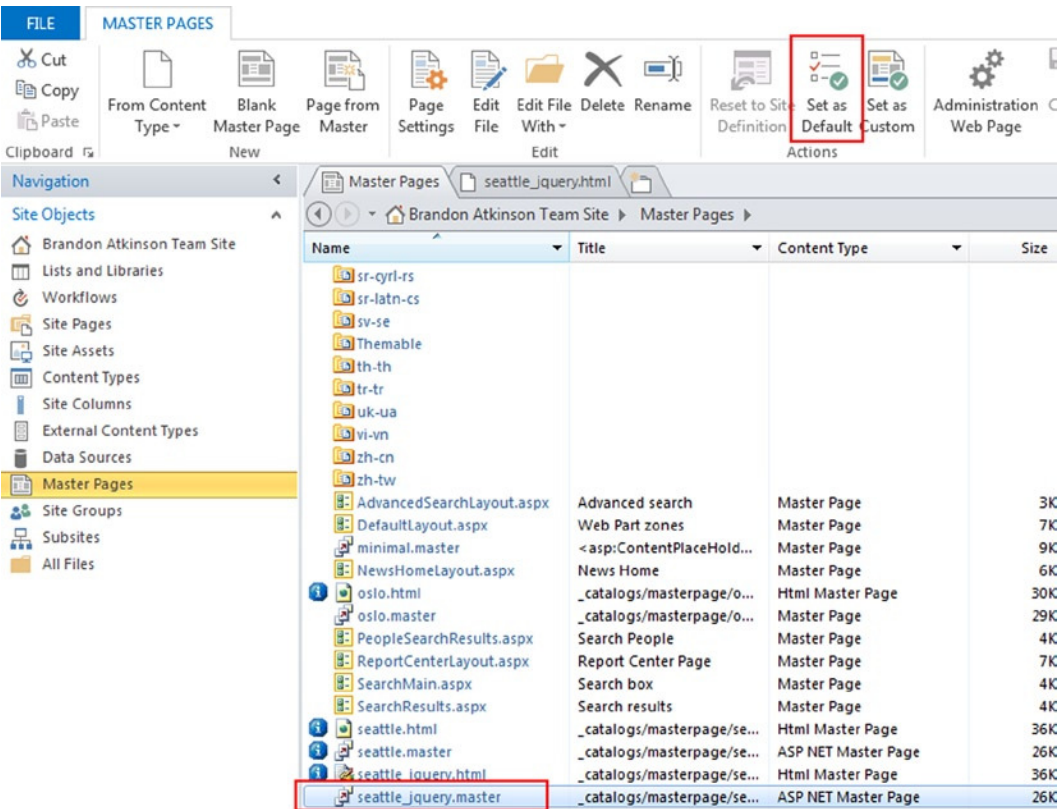 FILE
MASTER PAGES
Cut
Copy
Paste
Clipboard
From Content Type
Blank Master Page
Page from Master
New
Page Settings
Edit File
Edit File With
Delete
Rename
Edit
Reset to Site Definition
Set as Default
Set as Custom
Actions
Administration Web Page
Navigation
Master Pages
seattle_jquery.html
Site Objects
Brandon Atkinson Team Site
Lists and Libraries
Workflows
Site Pages
Site Assets
Content Types
Site Columns
External Content Types
Data Sources
Master Pages
Site Groups
Subsites
All Files
Brandon Atkinson Team Site Master Pages
Name Title Content Type Size
sr-cyrl-rs
sr-latn-cs
sv-se
Themable
th-th
tr-tr
uk-ua
vi-vn
zh-cn
zh-tw
AdvancedSearchLayout.aspx Advanced search Master Page 3K
DefaultLayout.aspx Web Part zones Master Page 7K
minimal.master <asp:ContentPlaceHold... Master Page 9K
NewsHomeLayout.aspx News Home Master Page 6K
oslo.html _catalogs/masterpage/o... Html Master Page 30K
oslo.master _catalogs/masterpage/o... Master Page 29K
PeopleSearchResults.aspx Search People Master Page 4K
ReportCenterLayout.aspx Report Center Page Master Page 7K
SearchMain.aspx Search box Master Page 4K
SearchResults.aspx Search results Master Page 4K
seattle.html _catalogs/masterpage/se... Html Master Page 36K
seattle.master _catalogs/masterpage/se... ASP NET Master Page 26K
seattle_jquery.html _catalogs/masterpage/se... Html Master Page 36K
seattle_jquery.master _catalogs/masterpage/se... ASP NET Master Page 26K